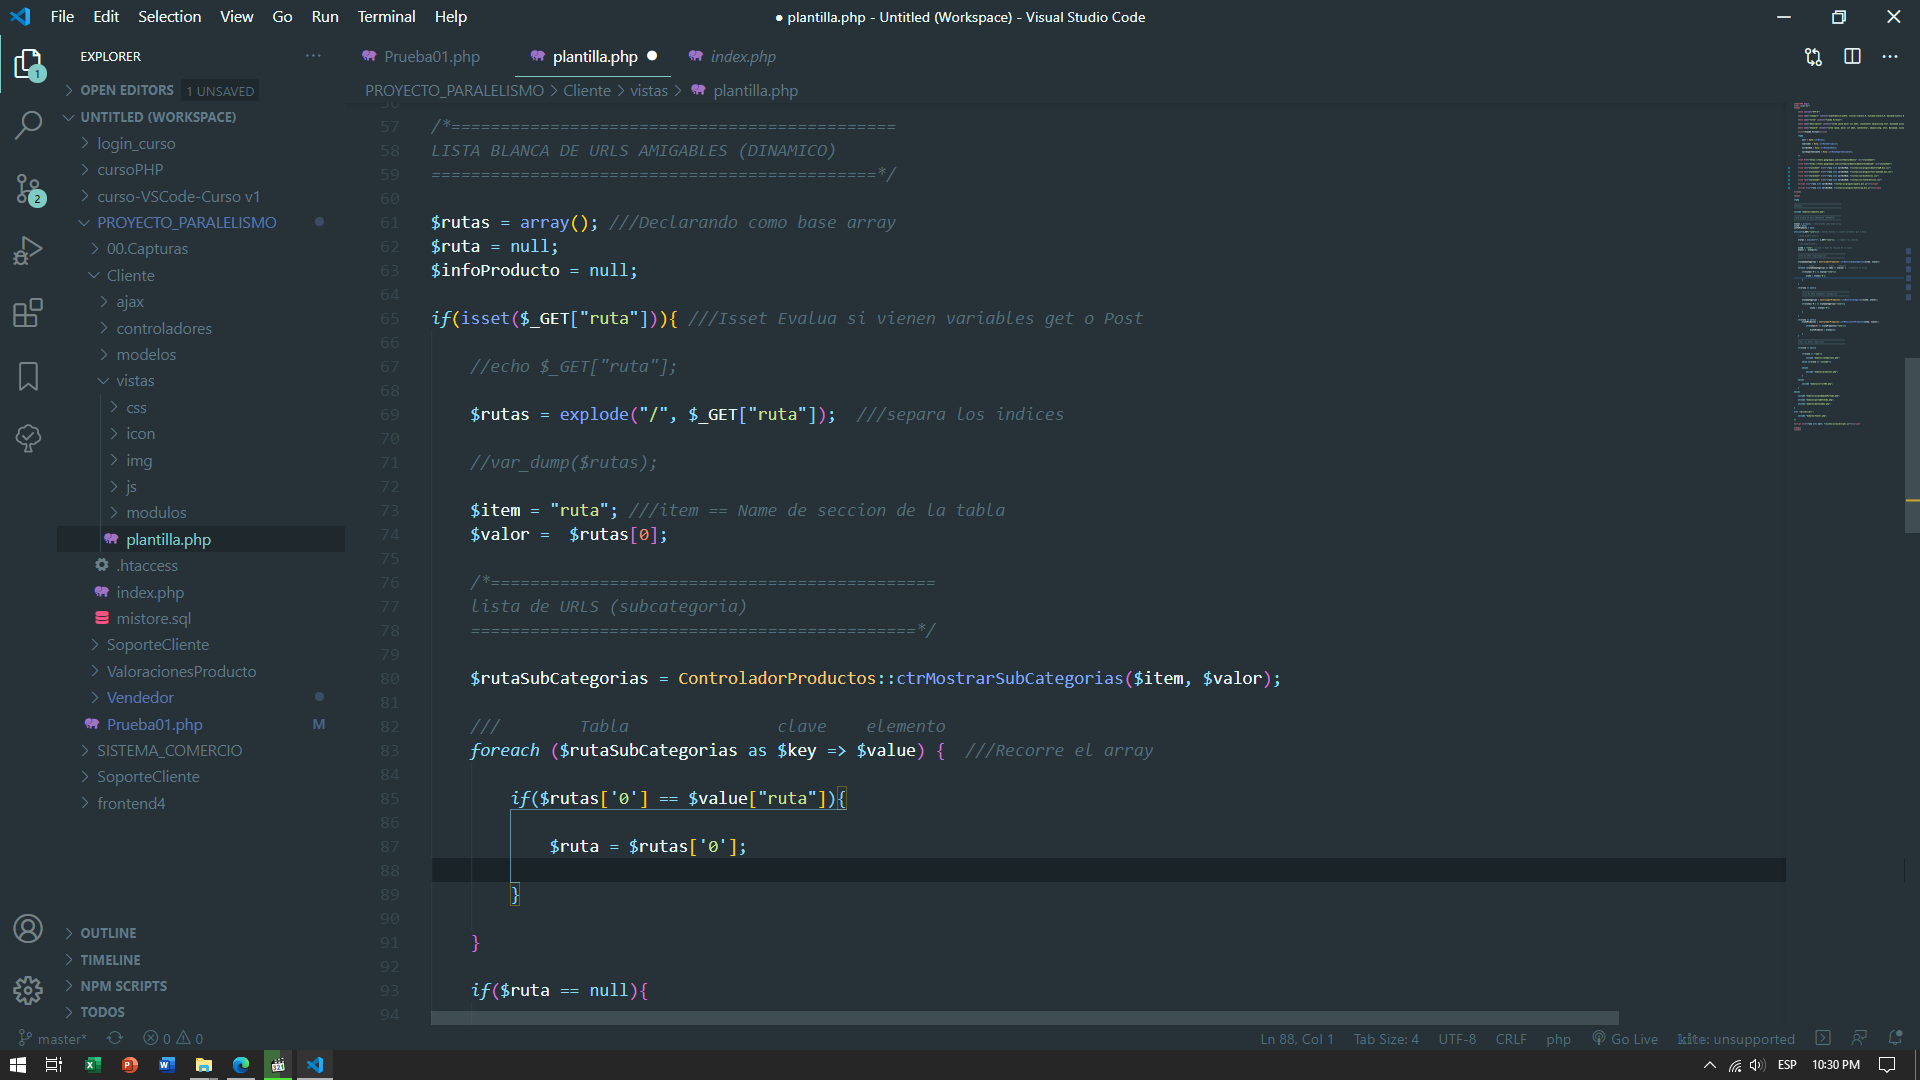 File Edit Selection View Go Run Terminal Help
● plantilla.php - Untitled (Workspace) - Visual Studio Code
EXPLORER
1
2
OPEN EDITORS 1 UNSAVED
UNTITLED (WORKSPACE)
login_curso
cursoPHP
curso-VSCode-Curso v1
PROYECTO_PARALELISMO
00.Capturas
Cliente
ajax
controladores
modelos
vistas
css
icon
img
js
modulos
plantilla.php
.htaccess
index.php
mistore.sql
SoporteCliente
ValoracionesProducto
Vendedor
Prueba01.php M
SISTEMA_COMERCIO
SoporteCliente
frontend4
OUTLINE
TIMELINE
NPM SCRIPTS
TODOS
Prueba01.php plantilla.php index.php
PROYECTO_PARALELISMO > Cliente > vistas > plantilla.php
57 /*=============================================
58 LISTA BLANCA DE URLS AMIGABLES (DINAMICO)
59 =============================================*/
60
61 $rutas = array(); ///Declarando como base array
62 $ruta = null;
63 $infoProducto = null;
64
65 if(isset($_GET["ruta"])){ ///Isset Evalua si vienen variables get o Post
66
67 //echo $_GET["ruta"];
68
69 $rutas = explode("/", $_GET["ruta"]); ///separa los indices
70
71 //var_dump($rutas);
72
73 $item = "ruta"; ///item == Name de seccion de la tabla
74 $valor = $rutas[0];
75
76 /*=============================================
77 lista de URLS (subcategoria)
78 =============================================*/
79
80 $rutaSubCategorias = ControladorProductos::ctrMostrarSubCategorias($item, $valor);
81
82 /// Tabla clave elemento
83 foreach ($rutaSubCategorias as $key => $value) { ///Recorre el array
84
85 if($rutas['0'] == $value["ruta"]){
86
87 $ruta = $rutas['0'];
88
89 }
90
91 }
92
93 if($ruta == null){
94
master* 0 0
Ln 88, Col 1 Tab Size: 4 UTF-8 CRLF php Go Live kite: unsupported
ESP 10:30 PM